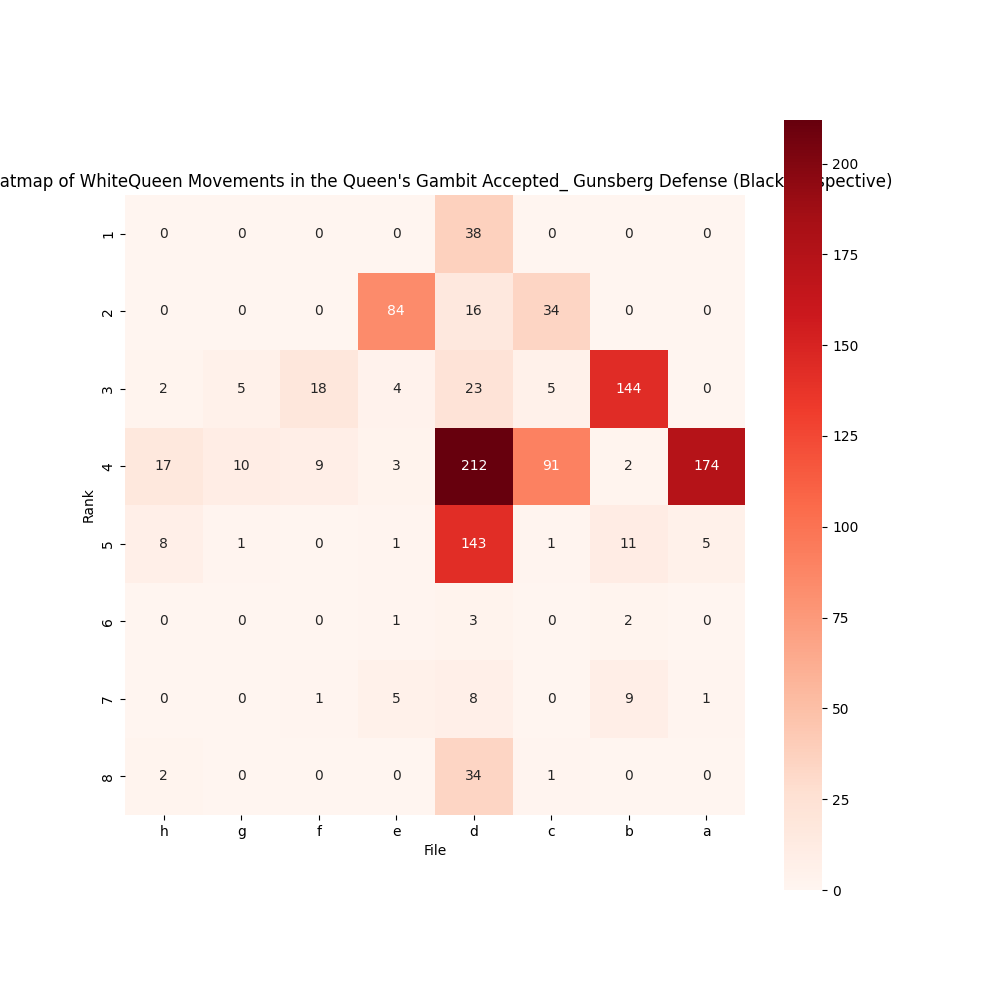 atmap of WhiteQueen Movements in the Queen's Gambit Accepted_ Gunsberg Defense (Black spective)
Rank
1 0 0 0 0 38 0 0 0
2 0 0 0 84 16 34 0 0
3 2 5 18 4 23 5 144 0
4 17 10 9 3 212 91 2 174
5 8 1 0 1 143 1 11 5
6 0 0 0 1 3 0 2 0
7 0 0 1 5 8 0 9 1
8 2 0 0 0 34 1 0 0
h g f e d c b a
File
200
175
150
125
100
75
50
25
0